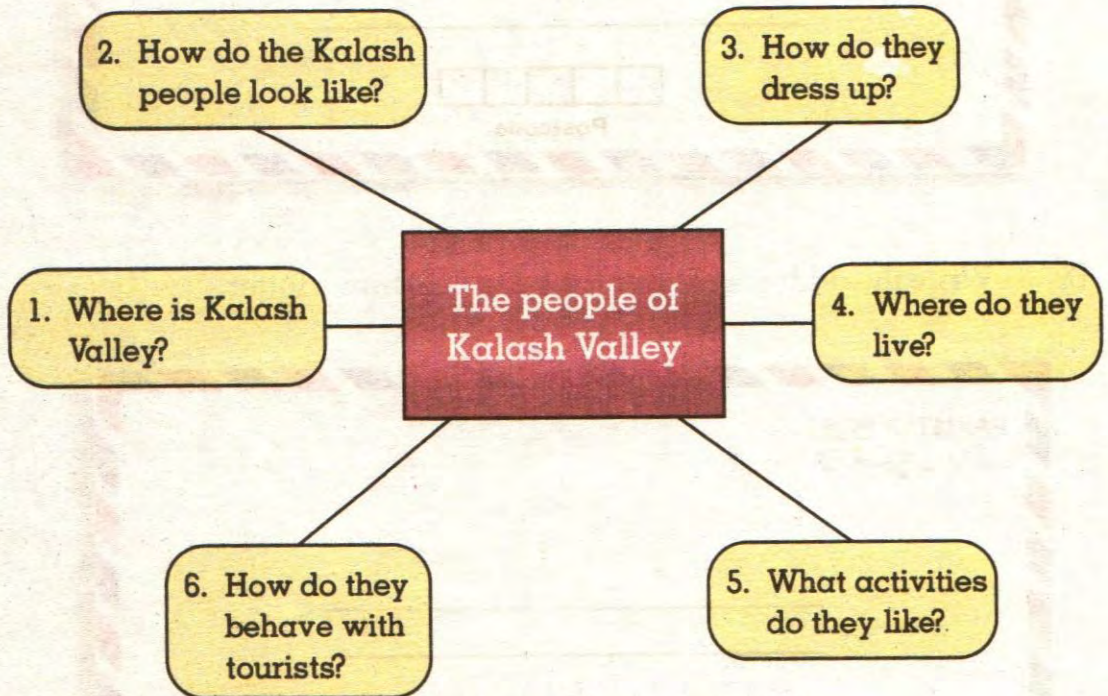 2. How do the Kalash
people look like?
3. How do they
dress up?
1. Where is Kalash
Valley?
The people of
Kalash Valley
4. Where do they
live?
6. How do they
behave with
tourists?
5. What activities
do they like?
Postcode